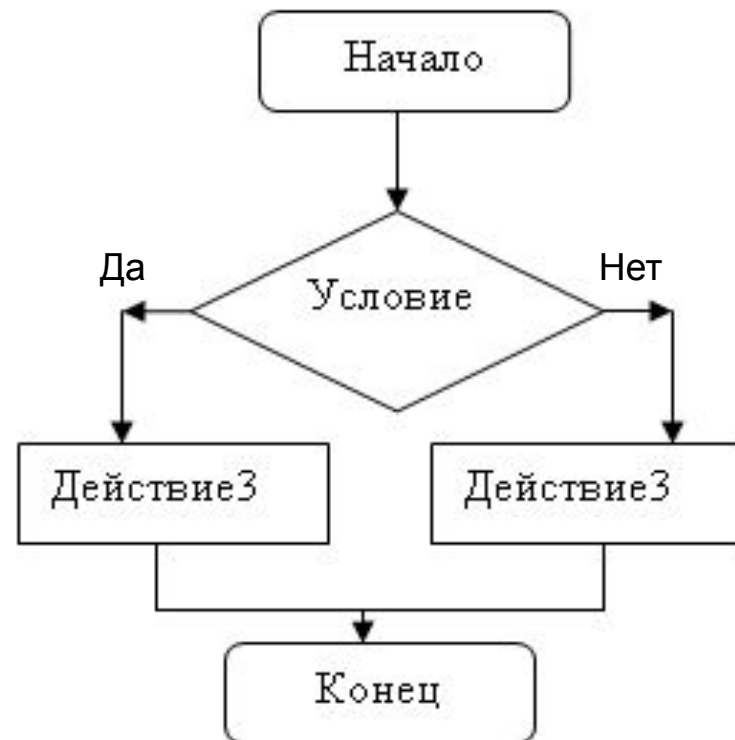 Начало
Да
Нет
Условие
Действие3
Действие3
Конец